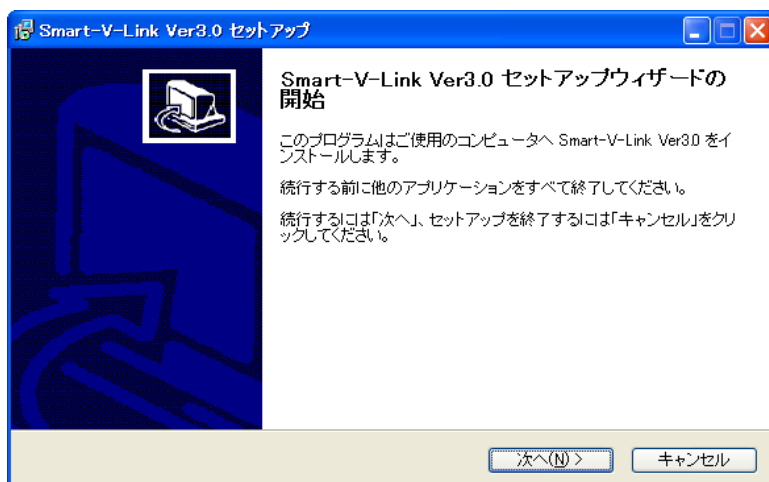 Smart-V-Link Ver3.0 セットアップ
Smart-V-Link Ver3.0 セットアップウィザードの
開始
このプログラムはご使用のコンピュータへ Smart-V-Link Ver3.0 をイ
ンストールします。
続行する前に他のアプリケーションをすべて終了してください。
続行するには「次へ」、セットアップを終了するには「キャンセル」をクリ
ックしてください。
次へ(N) >
キャンセル